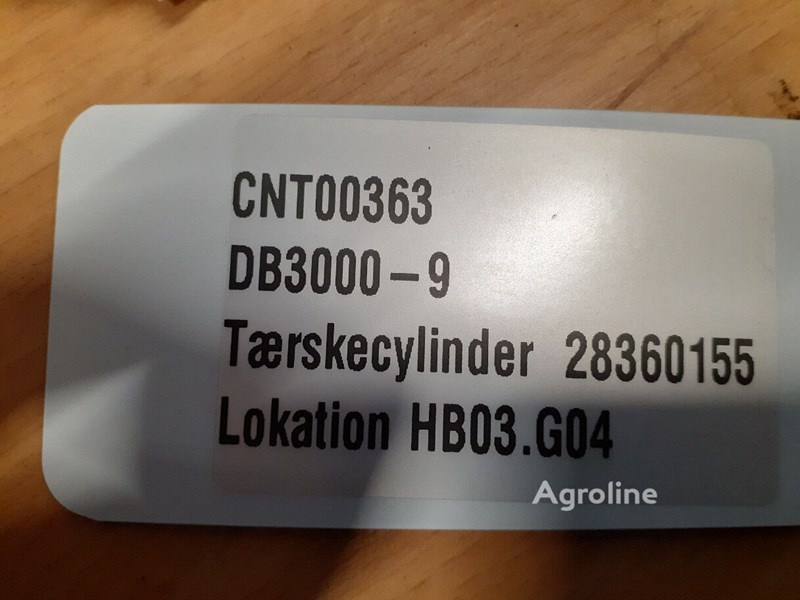 CNT00363
DB3000-9
Tærskecylinder 28360155
Lokation HB03.G04
Agroline